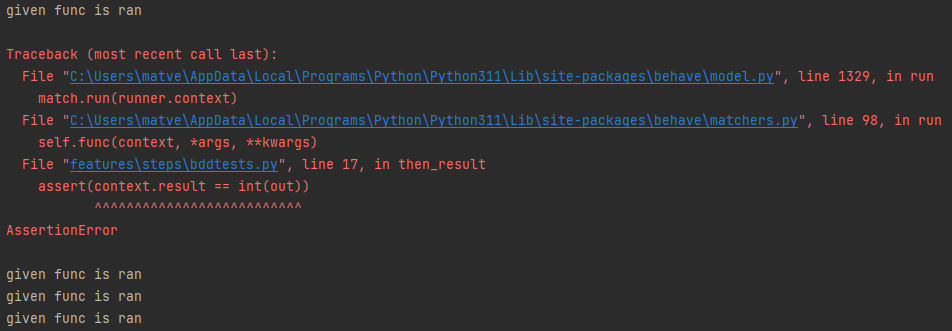 given func is ran
Traceback (most recent call last):
File "C:\Users\matve\AppData\Local\Programs\Python\Python311\Lib\site-packages\behave\model.py", line 1329, in run
match.run(runner.context)
File "C:\Users\matve\AppData\Local\Programs\Python\Python311\Lib\site-packages\behave\matchers.py", line 98, in run
self.func(context, *args, **kwargs)
File "features\steps\bddtests.py", line 17, in then_result
assert(context.result == int(out))
^^^^^^^^^^^^^^^^^^^^^^^^^^
AssertionError
given func is ran
given func is ran
given func is ran